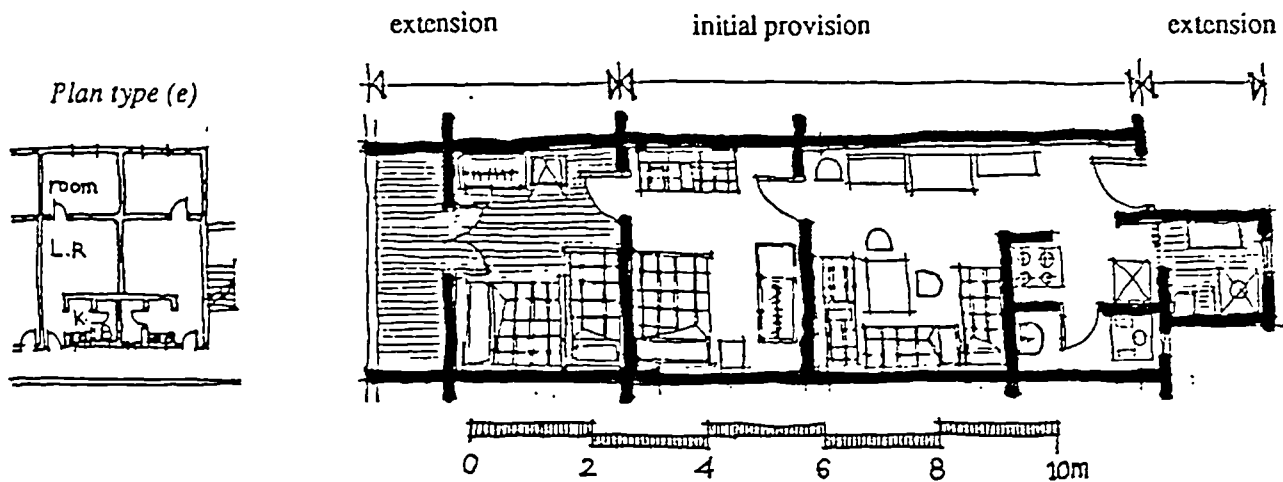 extension initial provision extension
Plan type (e)
room
L.R
K.
0 2 4 6 8 10m